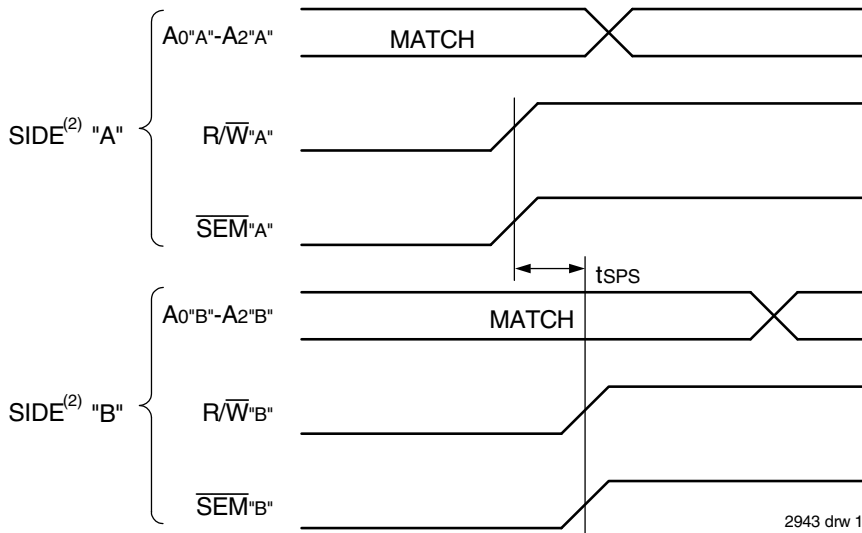 A0"A"-A2"A"
MATCH
SIDE(2) "A"
R/W"A"
SEM"A"
tSPS
A0"B"-A2"B"
MATCH
SIDE(2) "B"
R/W"B"
SEM"B"
2943 drw 1